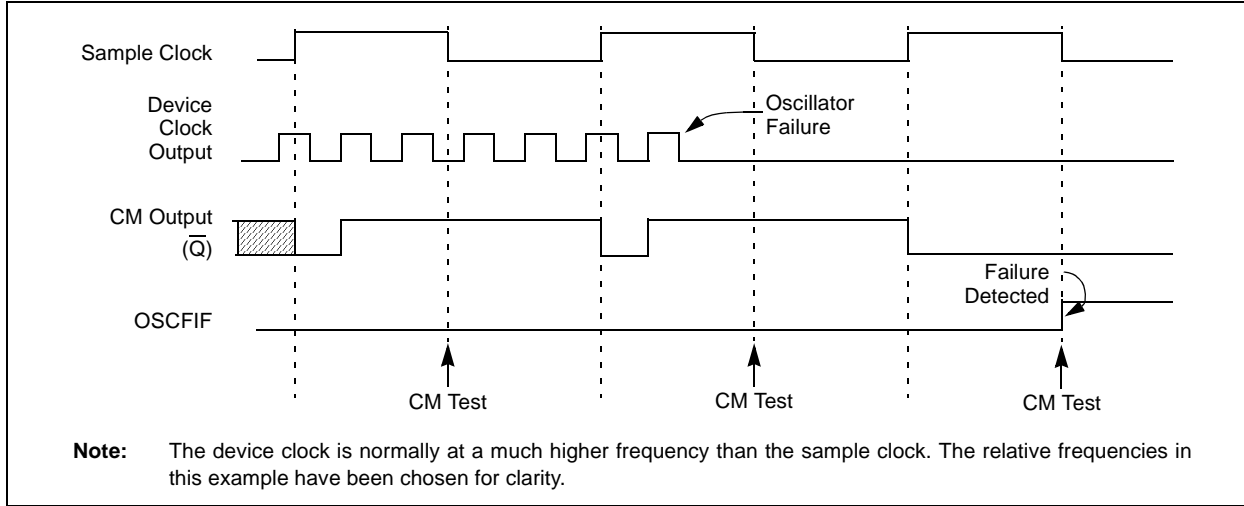 Sample Clock
Device
Clock
Output
Oscillator
Failure
CM Output
(Q̅)
Failure
Detected
OSCFIF
CM Test
CM Test
CM Test
Note: The device clock is normally at a much higher frequency than the sample clock. The relative frequencies in
this example have been chosen for clarity.